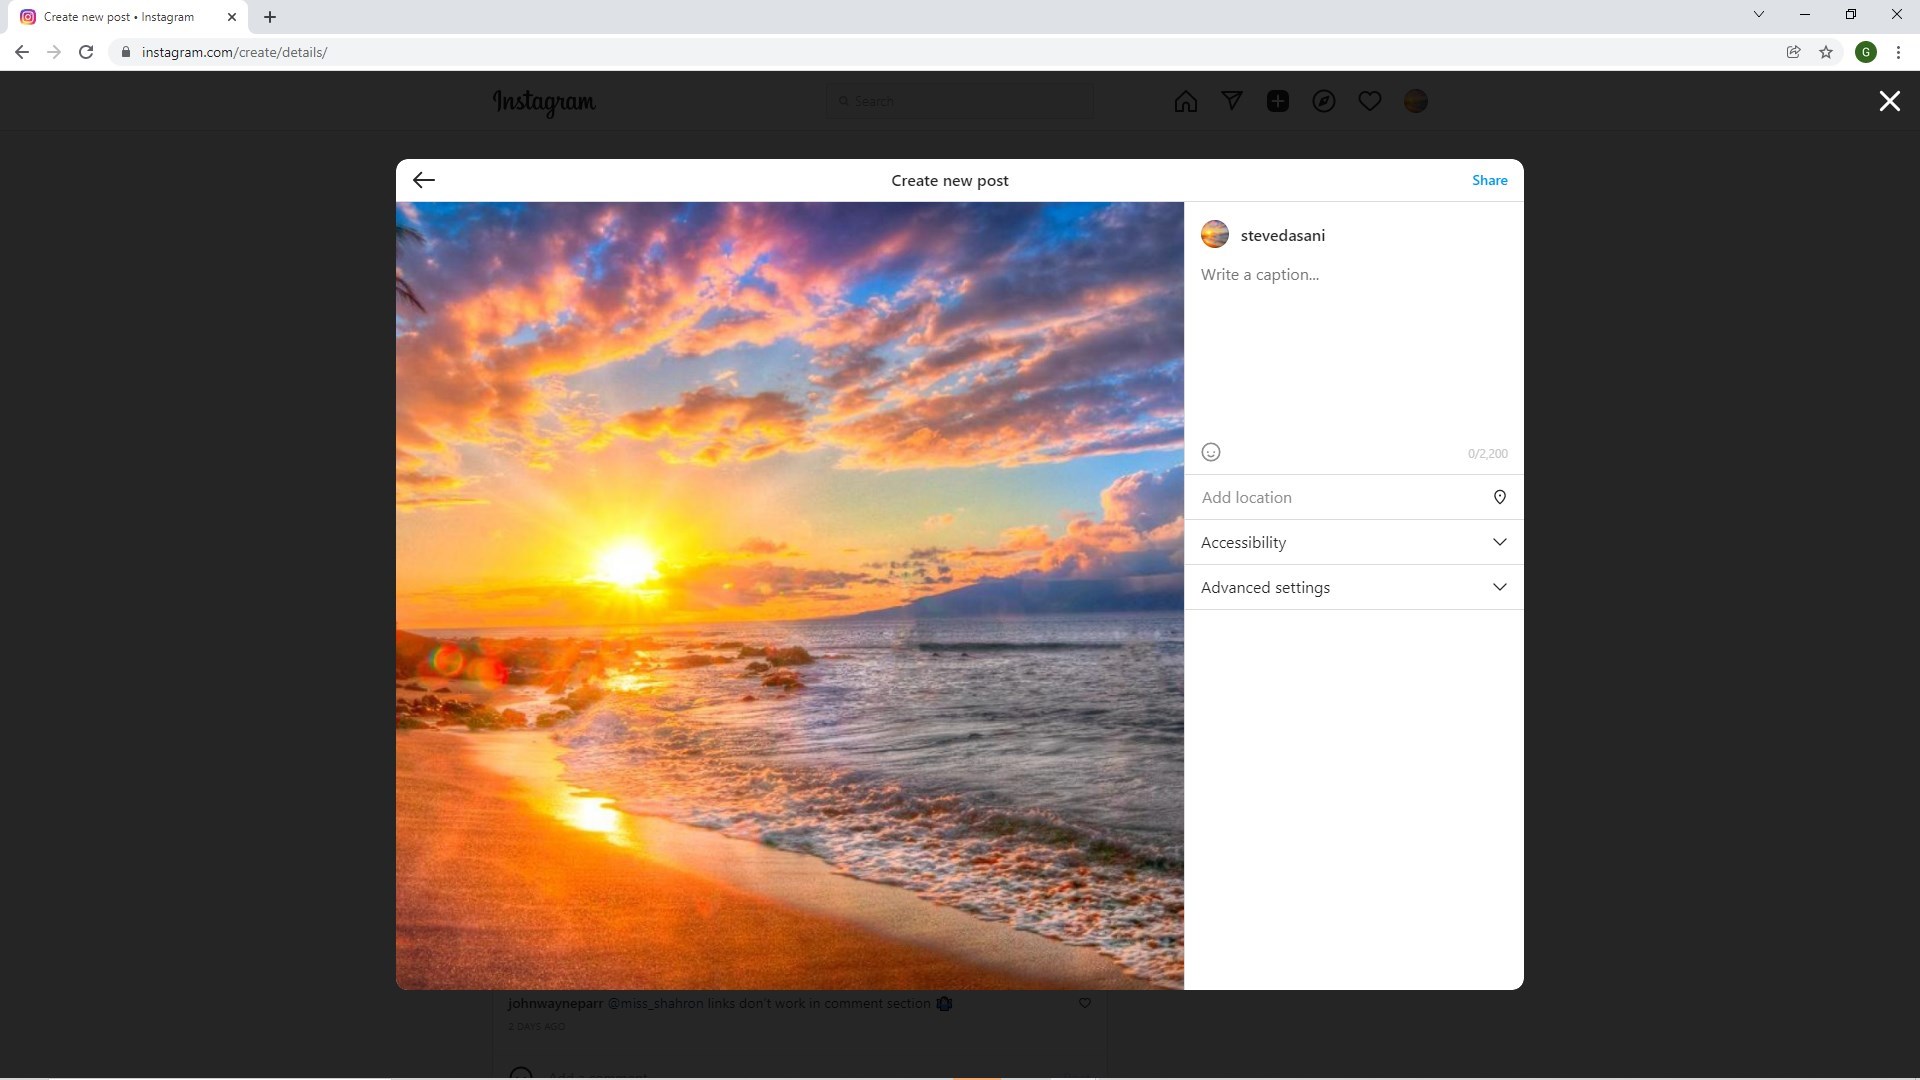 Create new post • Instagram
instagram.com/create/details/
G
Instagram
Search
Create new post
Share
stevedasani
Write a caption...
0/2,200
Add location
Accessibility
Advanced settings
johnwayneparr @miss_shahron links don't work in comment section
2 DAYS AGO
Add a comment